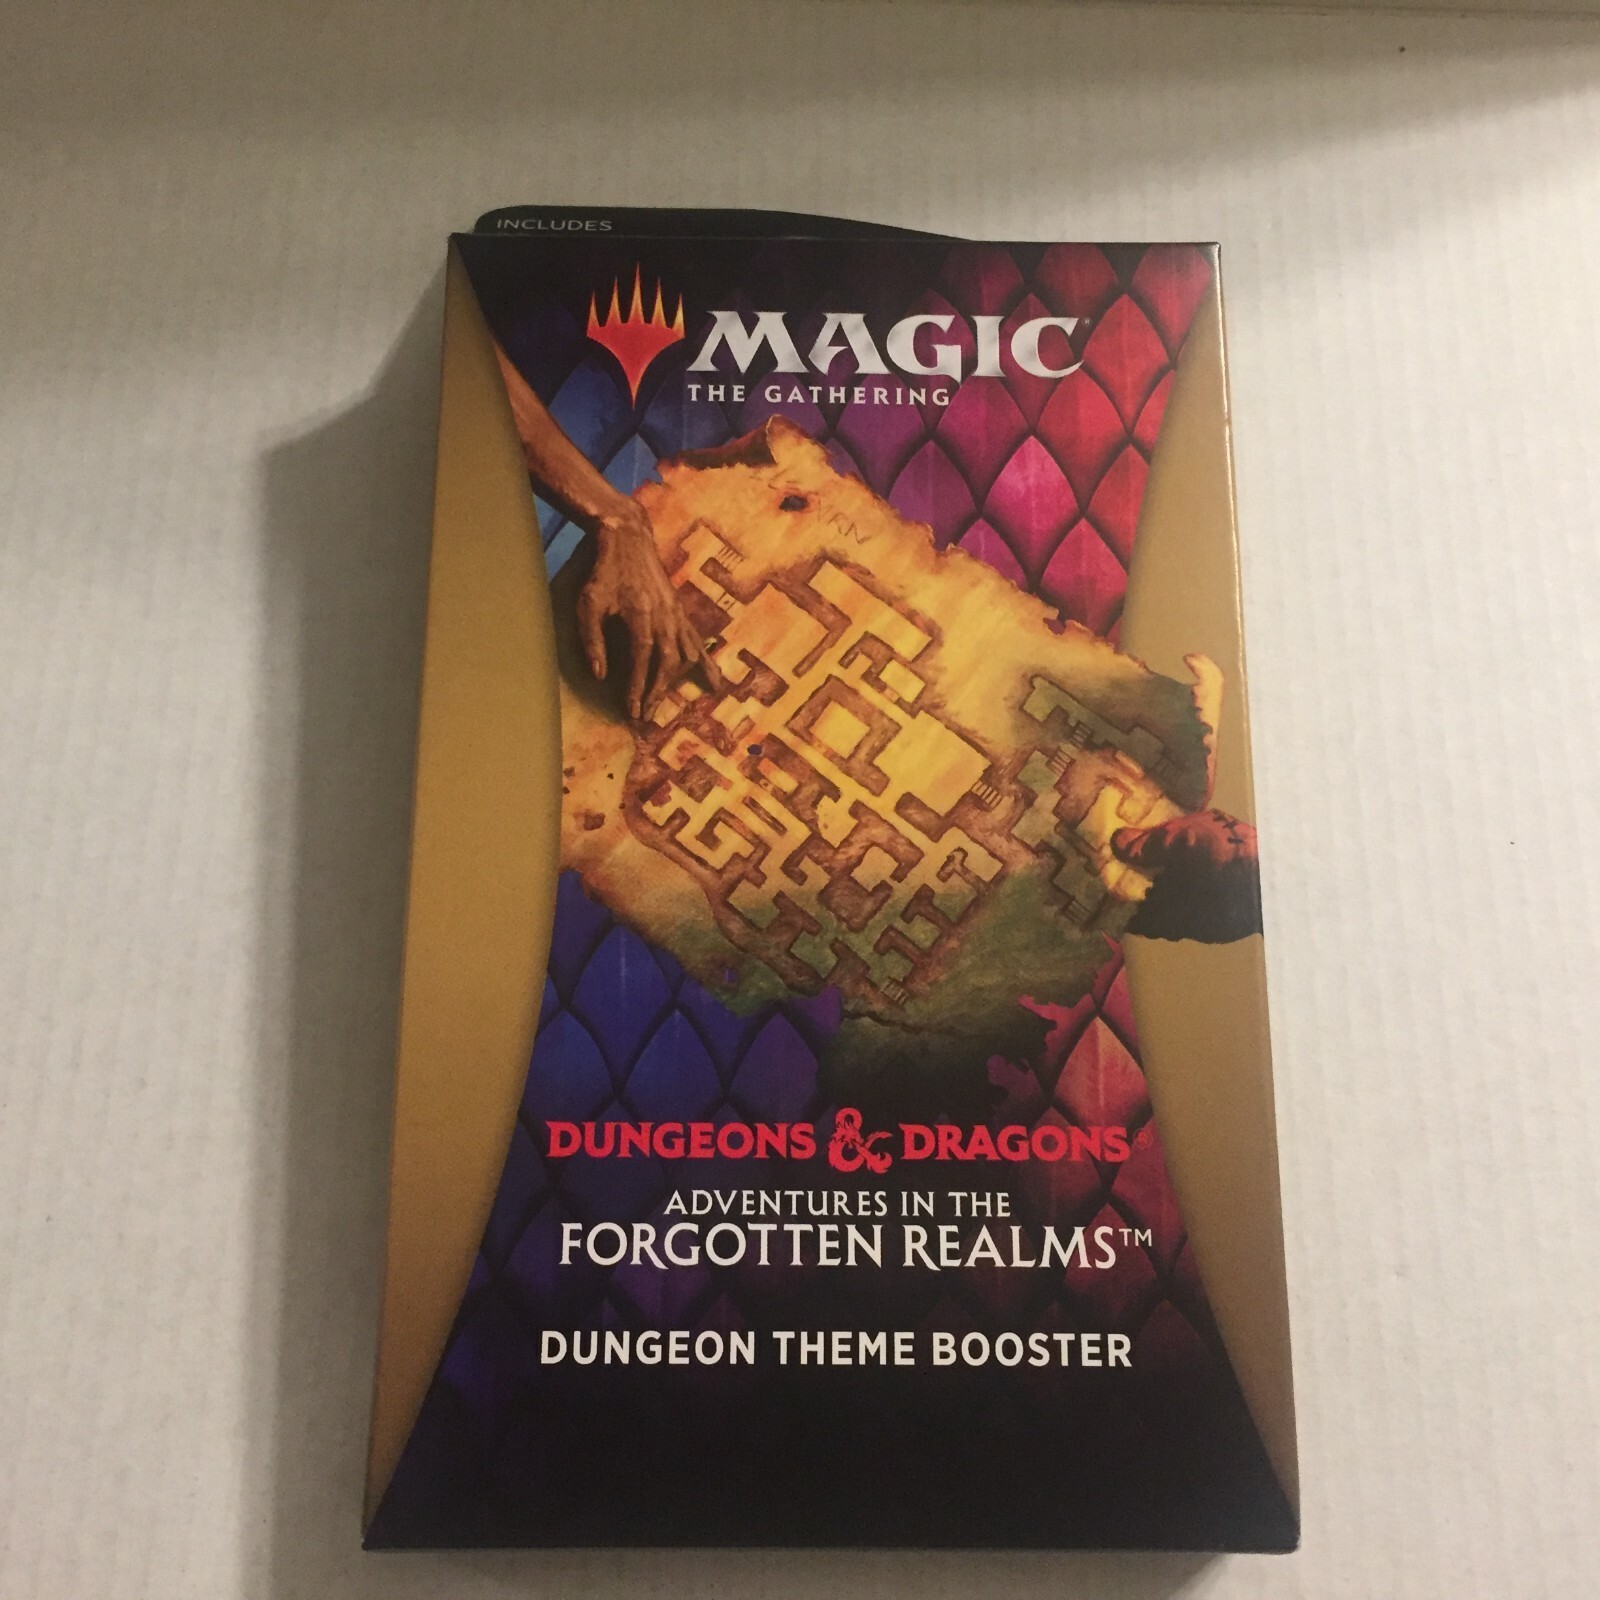 INCLUDES
MAGIC®
THE GATHERING
DUNGEONS & DRAGONS®
ADVENTURES IN THE
FORGOTTEN REALMS™
DUNGEON THEME BOOSTER